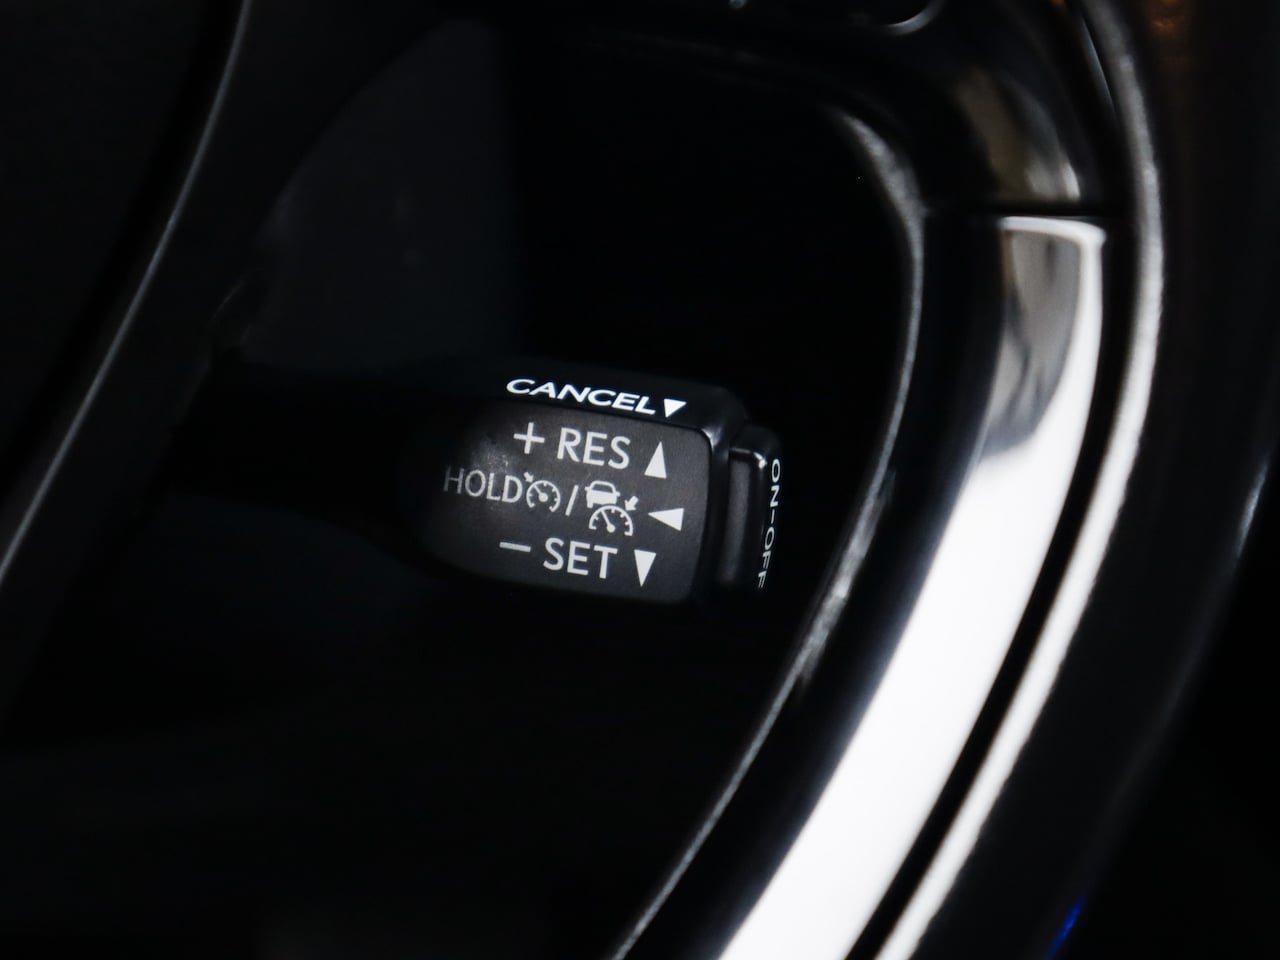 CANCEL▼
+ RES ▲
HOLD /  ◀
− SET ▼
ON-OFF